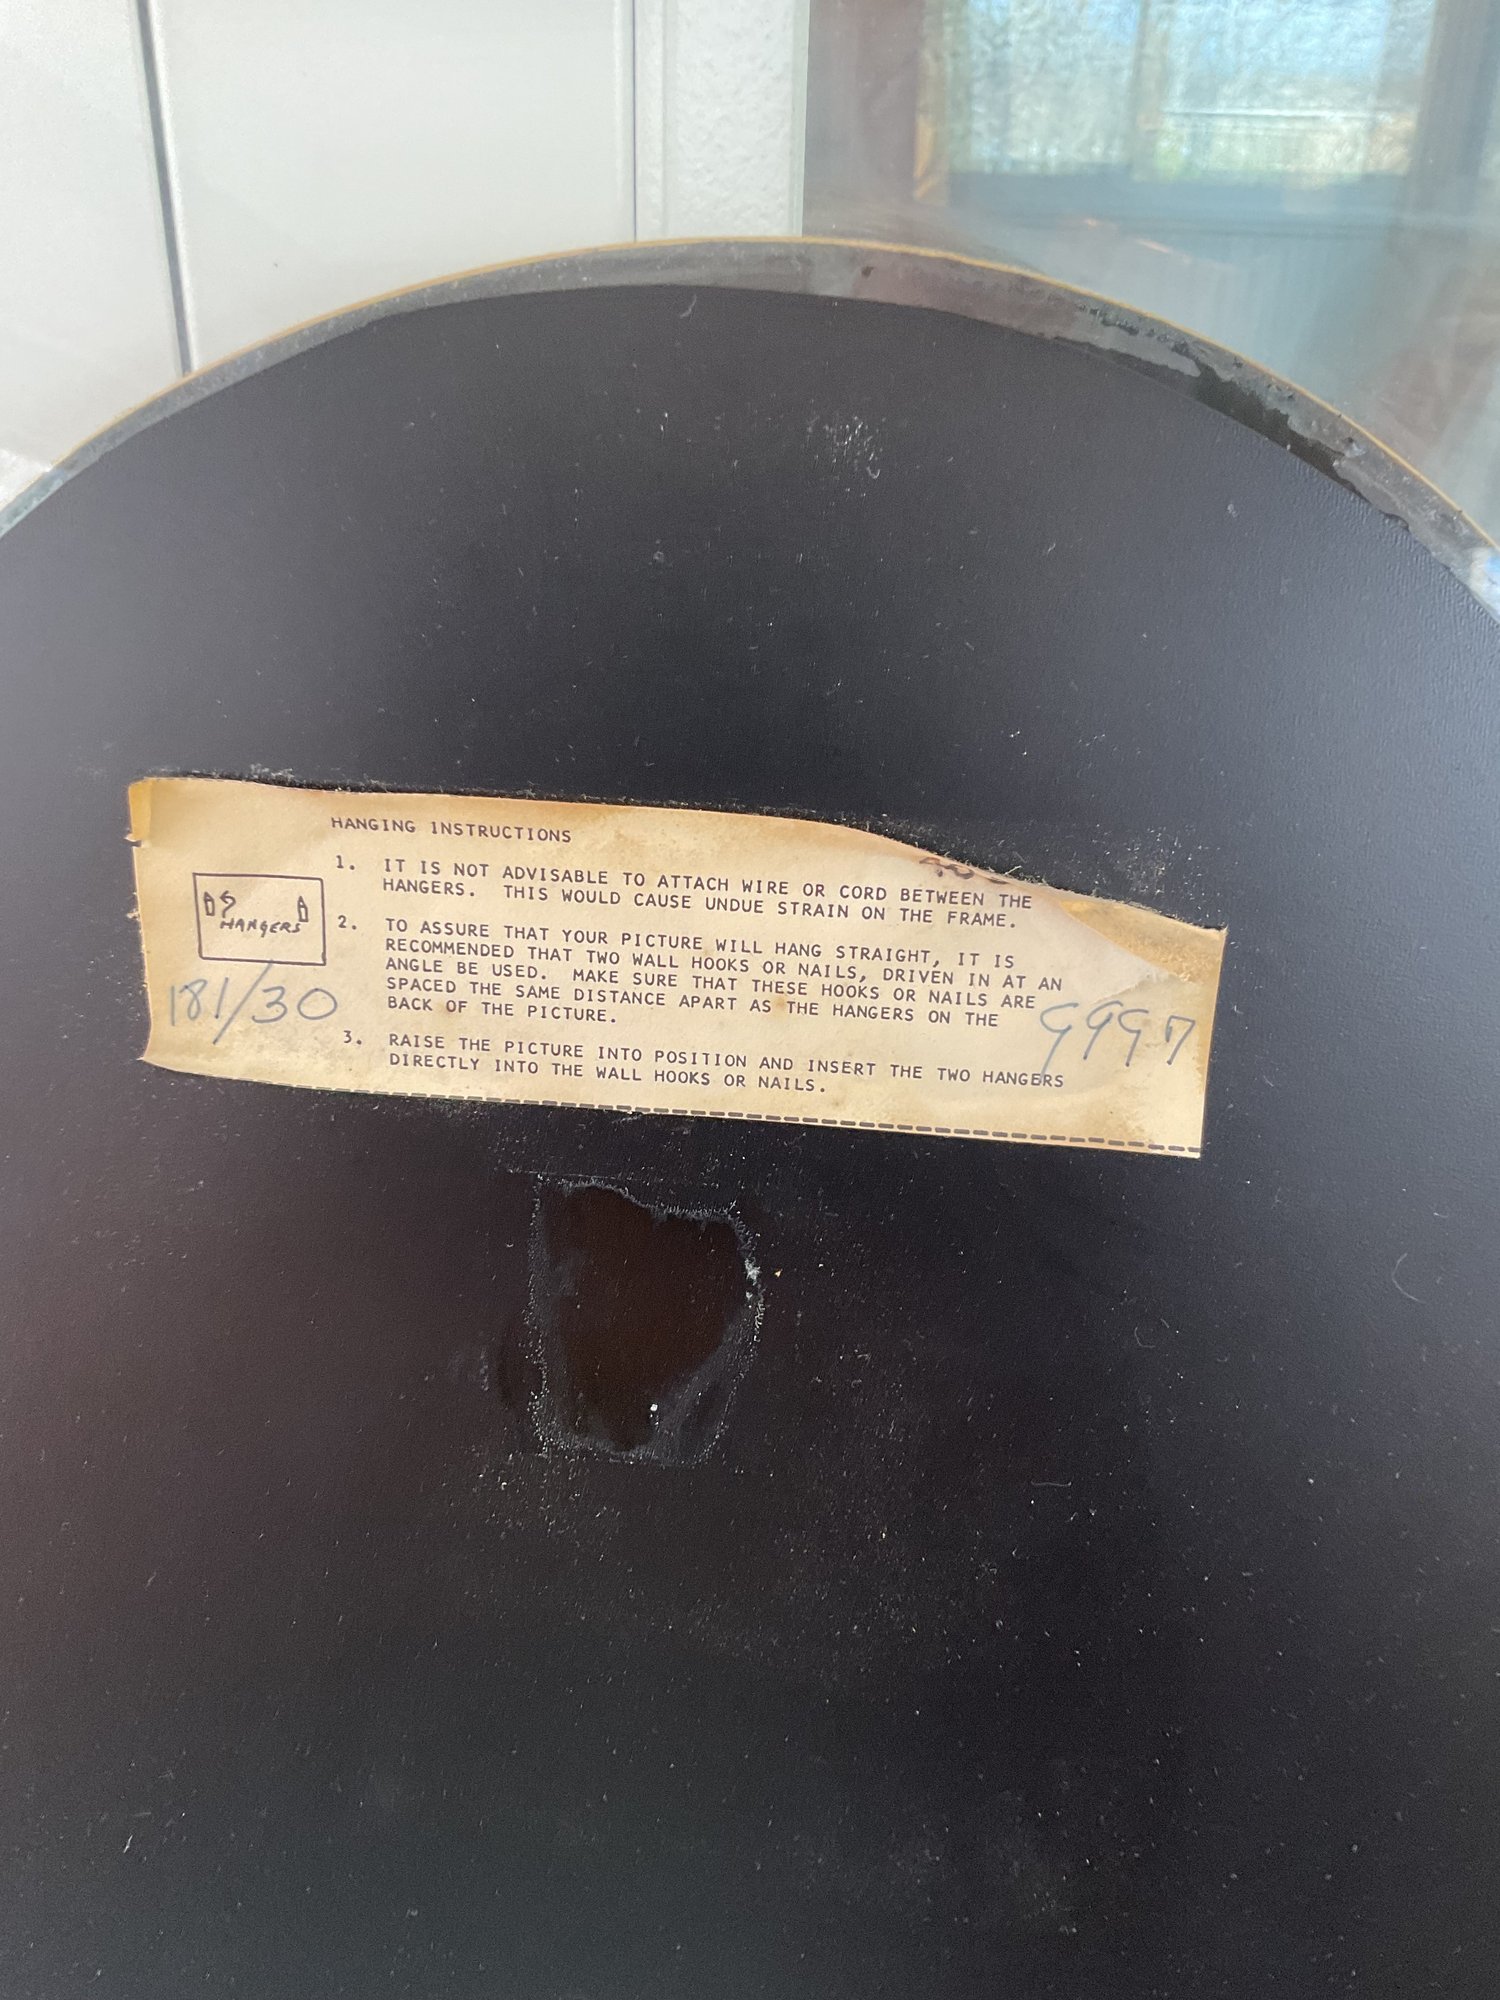 HANGING INSTRUCTIONS
1. IT IS NOT ADVISABLE TO ATTACH WIRE OR CORD BETWEEN THE
HANGERS. THIS WOULD CAUSE UNDUE STRAIN ON THE FRAME.
HANGERS
2. TO ASSURE THAT YOUR PICTURE WILL HANG STRAIGHT, IT IS
RECOMMENDED THAT TWO WALL HOOKS OR NAILS, DRIVEN IN AT AN
ANGLE BE USED. MAKE SURE THAT THESE HOOKS OR NAILS ARE
SPACED THE SAME DISTANCE APART AS THE HANGERS ON THE
BACK OF THE PICTURE.
181/30
3. RAISE THE PICTURE INTO POSITION AND INSERT THE TWO HANGERS
DIRECTLY INTO THE WALL HOOKS OR NAILS.